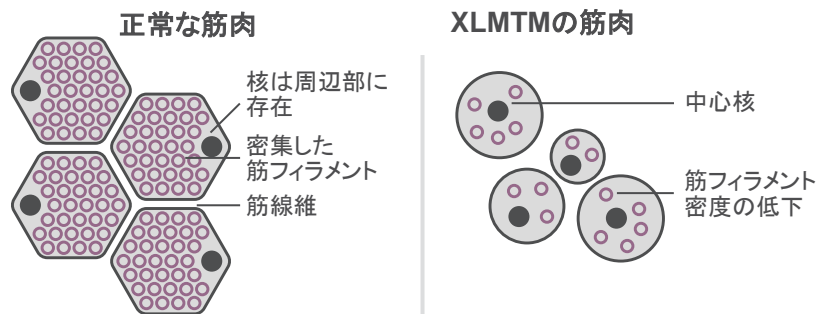 正常な筋肉
核は周辺部に
存在
密集した
筋フィラメント
筋線維
XLMTMの筋肉
中心核
筋フィラメント
密度の低下